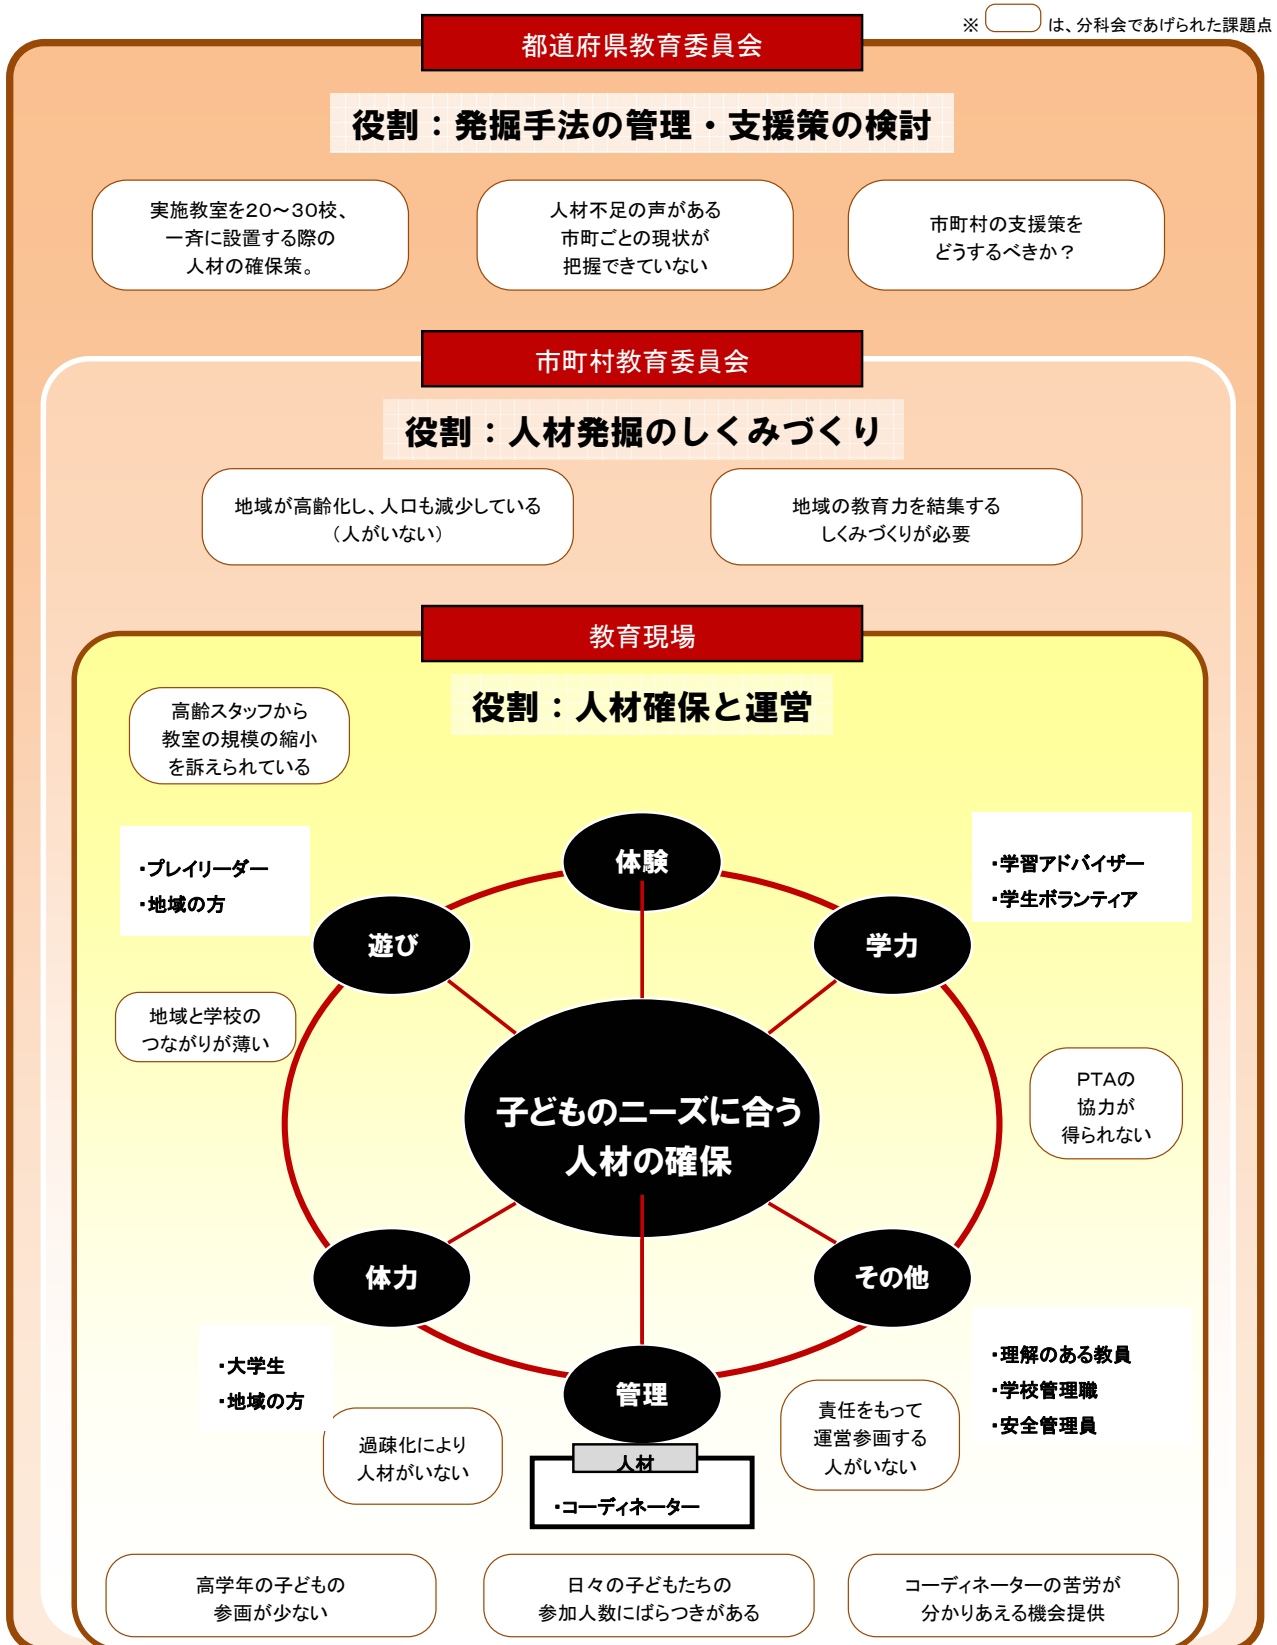 ※ は、分科会であげられた課題点
都道府県教育委員会
役割：発掘手法の管理・支援策の検討
実施教室を20～30校、
一斉に設置する際の
人材の確保策。
人材不足の声がある
市町ごとの現状が
把握できていない
市町村の支援策を
どうするべきか？
市町村教育委員会
役割：人材発掘のしくみづくり
地域が高齢化し、人口も減少している
（人がいない）
地域の教育力を結集する
しくみづくりが必要
教育現場
役割：人材確保と運営
高齢スタッフから
教室の規模の縮小
を訴えられている
・プレイリーダー
・地域の方
体験
・学習アドバイザー
・学生ボランティア
遊び
学力
地域と学校の
つながりが薄い
子どものニーズに合う
人材の確保
PTAの
協力が
得られない
体力
その他
・大学生
・地域の方
管理
・理解のある教員
・学校管理職
・安全管理員
過疎化により
人材がいない
人材
・コーディネーター
責任をもって
運営参画する
人がいない
高学年の子どもの
参画が少ない
日々の子どもたちの
参加人数にばらつきがある
コーディネーターの苦労が
分かりあえる機会提供